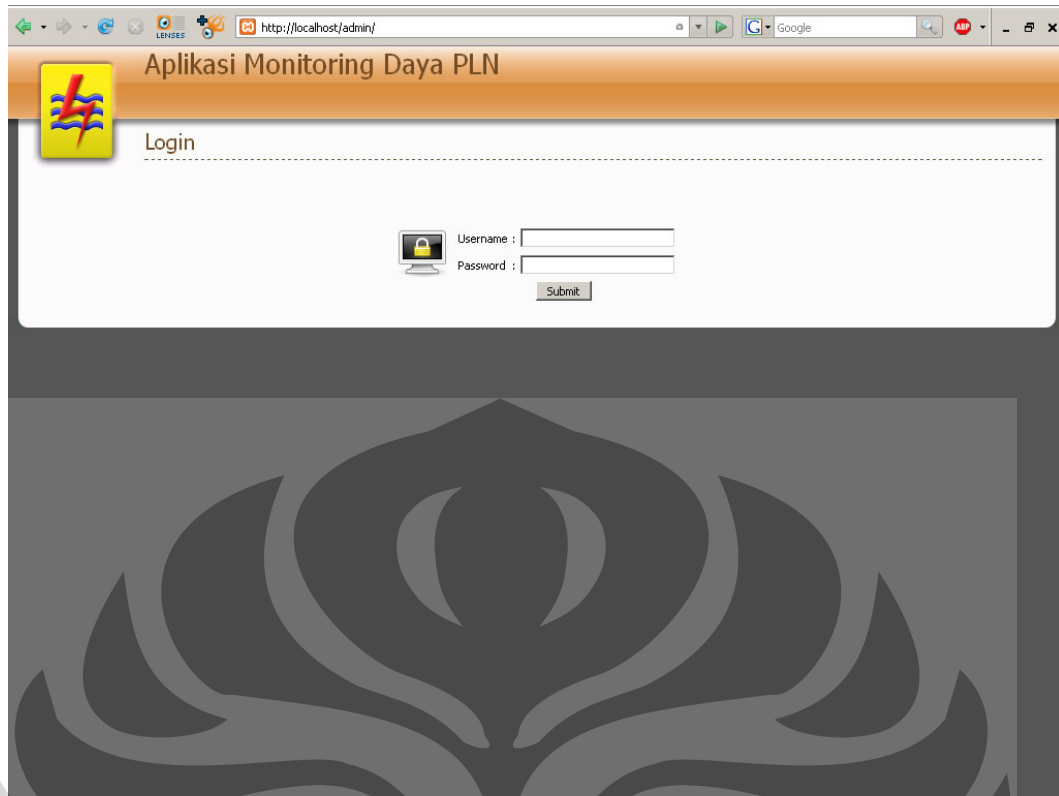 LENSES
http://localhost/admin/
G Google
ABP
Aplikasi Monitoring Daya PLN
Login
Username :
Password :
Submit